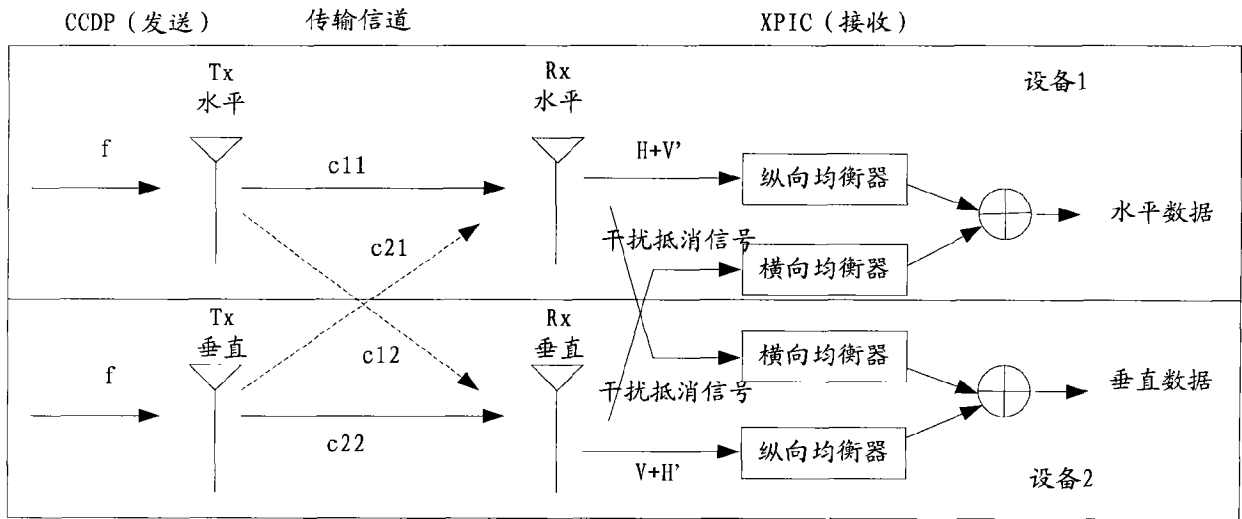 CCDP（发送）
传输信道
XPIC（接收）
Tx
水平
Rx
水平
设备1
f
c11
H+V'
纵向均衡器
水平数据
c21
干扰抵消信号
横向均衡器
Tx
垂直
Rx
垂直
c12
横向均衡器
f
干扰抵消信号
垂直数据
c22
V+H'
纵向均衡器
设备2